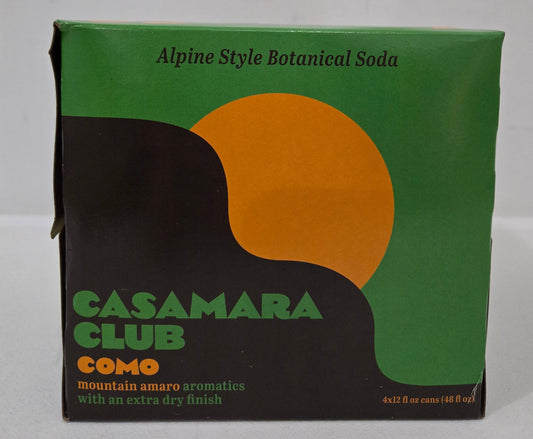 Alpine Style Botanical Soda
CASAMARA
CLUB
COMO
mountain amaro aromatics
with an extra dry finish
4x12 fl oz cans (48 fl oz)